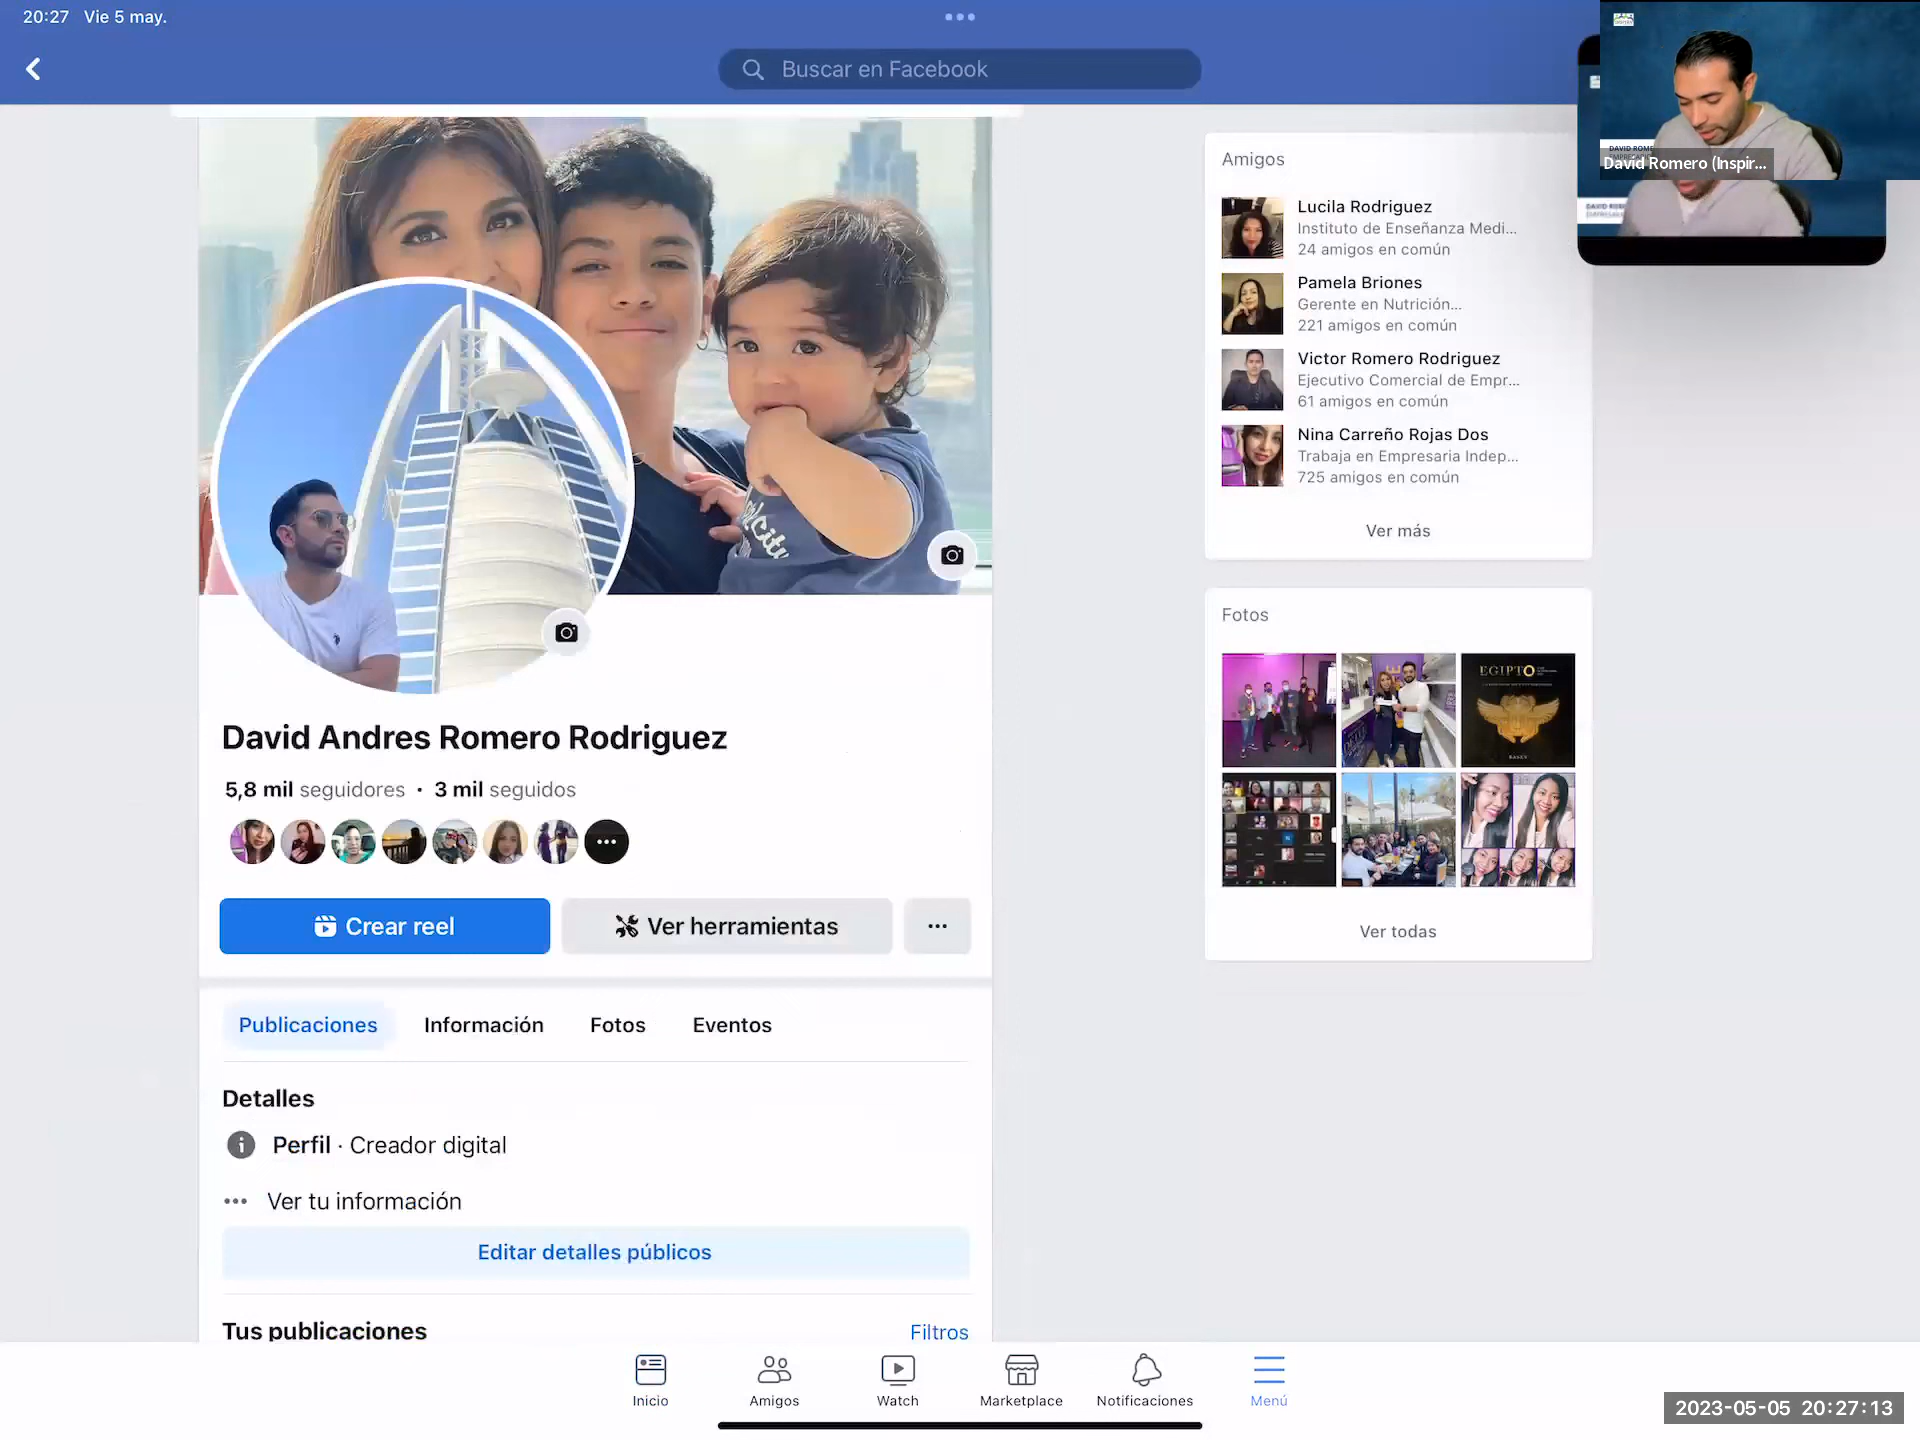 20:27 Vie 5 may.
Buscar en Facebook
DAVID ROME
David Romero (Inspir...
Amigos
Lucila Rodriguez
Instituto de Enseñanza Medi...
24 amigos en común
Pamela Briones
Gerente en Nutrición...
221 amigos en común
Victor Romero Rodriguez
Ejecutivo Comercial de Empr...
61 amigos en común
Nina Carreño Rojas Dos
Trabaja en Empresaria Indep...
725 amigos en común
Ver más
Fotos
EGIPTO
Ver todas
David Andres Romero Rodriguez
5,8 mil seguidores · 3 mil seguidos
Crear reel
Ver herramientas
Publicaciones
Información
Fotos
Eventos
Detalles
Perfil · Creador digital
Ver tu información
Editar detalles públicos
Tus publicaciones
Filtros
Inicio
Amigos
Watch
Marketplace
Notificaciones
Menú
2023-05-05 20:27:13